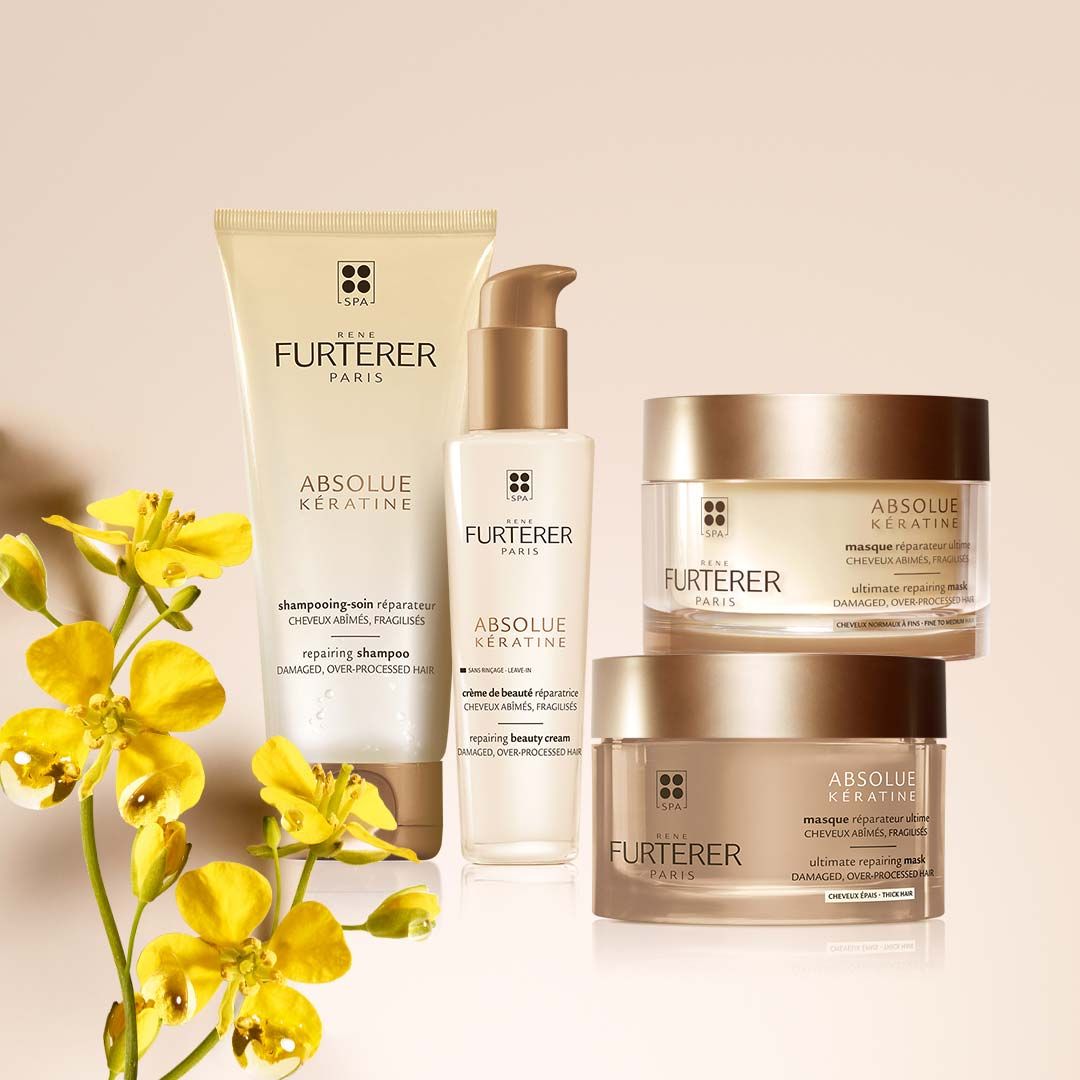 SPA
RENE
FURTERER
PARIS
ABSOLUE
KÉRATINE
shampooing-soin réparateur
CHEVEUX ABÎMÉS, FRAGILISÉS
repairing shampoo
DAMAGED, OVER-PROCESSED HAIR
SPA
RENE
FURTERER
PARIS
ABSOLUE
KÉRATINE
SANS RINÇAGE - LEAVE-IN
crème de beauté réparatrice
CHEVEUX ABÎMÉS, FRAGILISÉS
repairing beauty cream
DAMAGED, OVER-PROCESSED HAIR
SPA
RENE
FURTERER
PARIS
ABSOLUE
KÉRATINE
masque réparateur ultime
CHEVEUX ABIMÉS, FRAGILISÉS
ultimate repairing mask
DAMAGED, OVER-PROCESSED HAIR
CHEVEUX NORMAUX À FINS - FINE TO MEDIUM HAIR
SPA
RENE
FURTERER
PARIS
ABSOLUE
KÉRATINE
masque réparateur ultime
CHEVEUX ABÎMÉS, FRAGILISÉS
ultimate repairing mask
DAMAGED, OVER-PROCESSED HAIR
CHEVEUX ÉPAIS - THICK HAIR